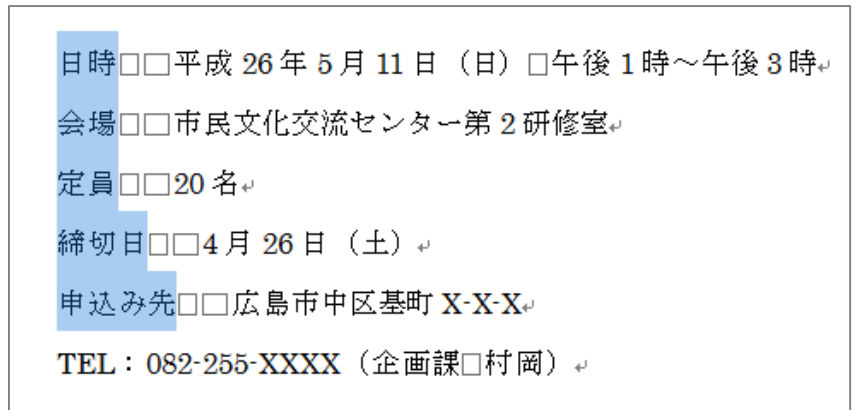 日時□□平成 26 年 5 月 11 日（日）□午後 1 時～午後 3 時↵
会場□□市民文化交流センター第 2 研修室↵
定員□□20 名↵
締切日□□4 月 26 日（土）↵
申込み先□□広島市中区基町 X-X-X↵
TEL：082-255-XXXX（企画課□村岡）↵